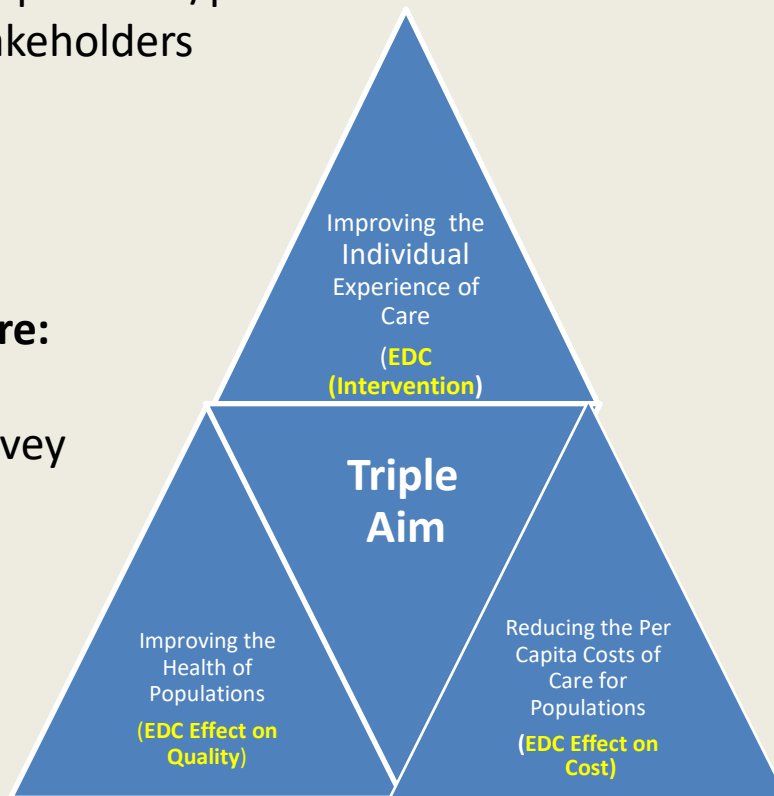 akeholders
re:
vey
Improving the
Individual
Experience of
Care
(EDC
(Intervention)
Triple
Aim
Improving the
Health of
Populations
(EDC Effect on
Quality)
Reducing the Per
Capita Costs of
Care for
Populations
(EDC Effect on
Cost)